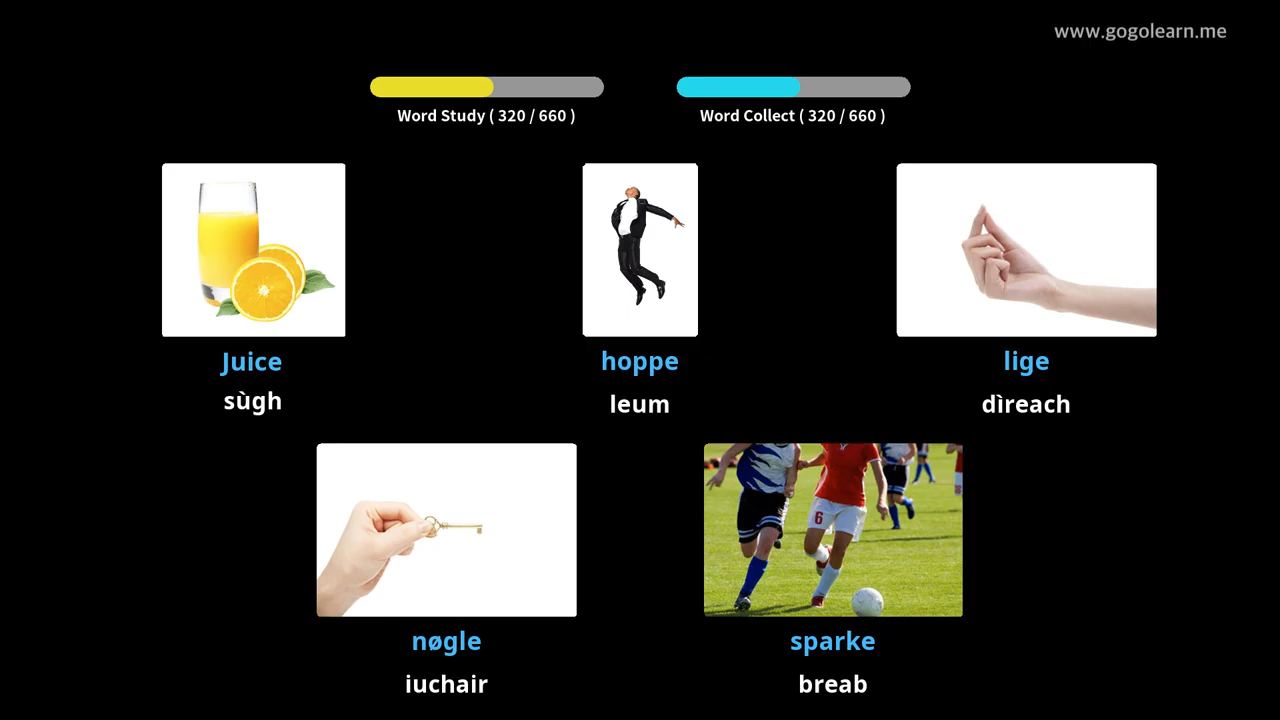 www.gogolearn.me
Word Study ( 320 / 660 )
Word Collect ( 320 / 660 )
Juice
hoppe
lige
sùgh
leum
dìreach
6
nøgle
sparke
iuchair
breab